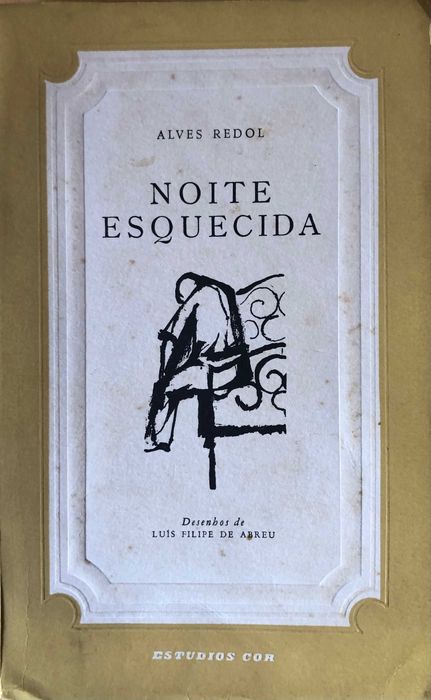 ALVES REDOL
NOITE
ESQUECIDA
Desenhos de
LUÍS FILIPE DE ABREU
ESTUDIOS COR